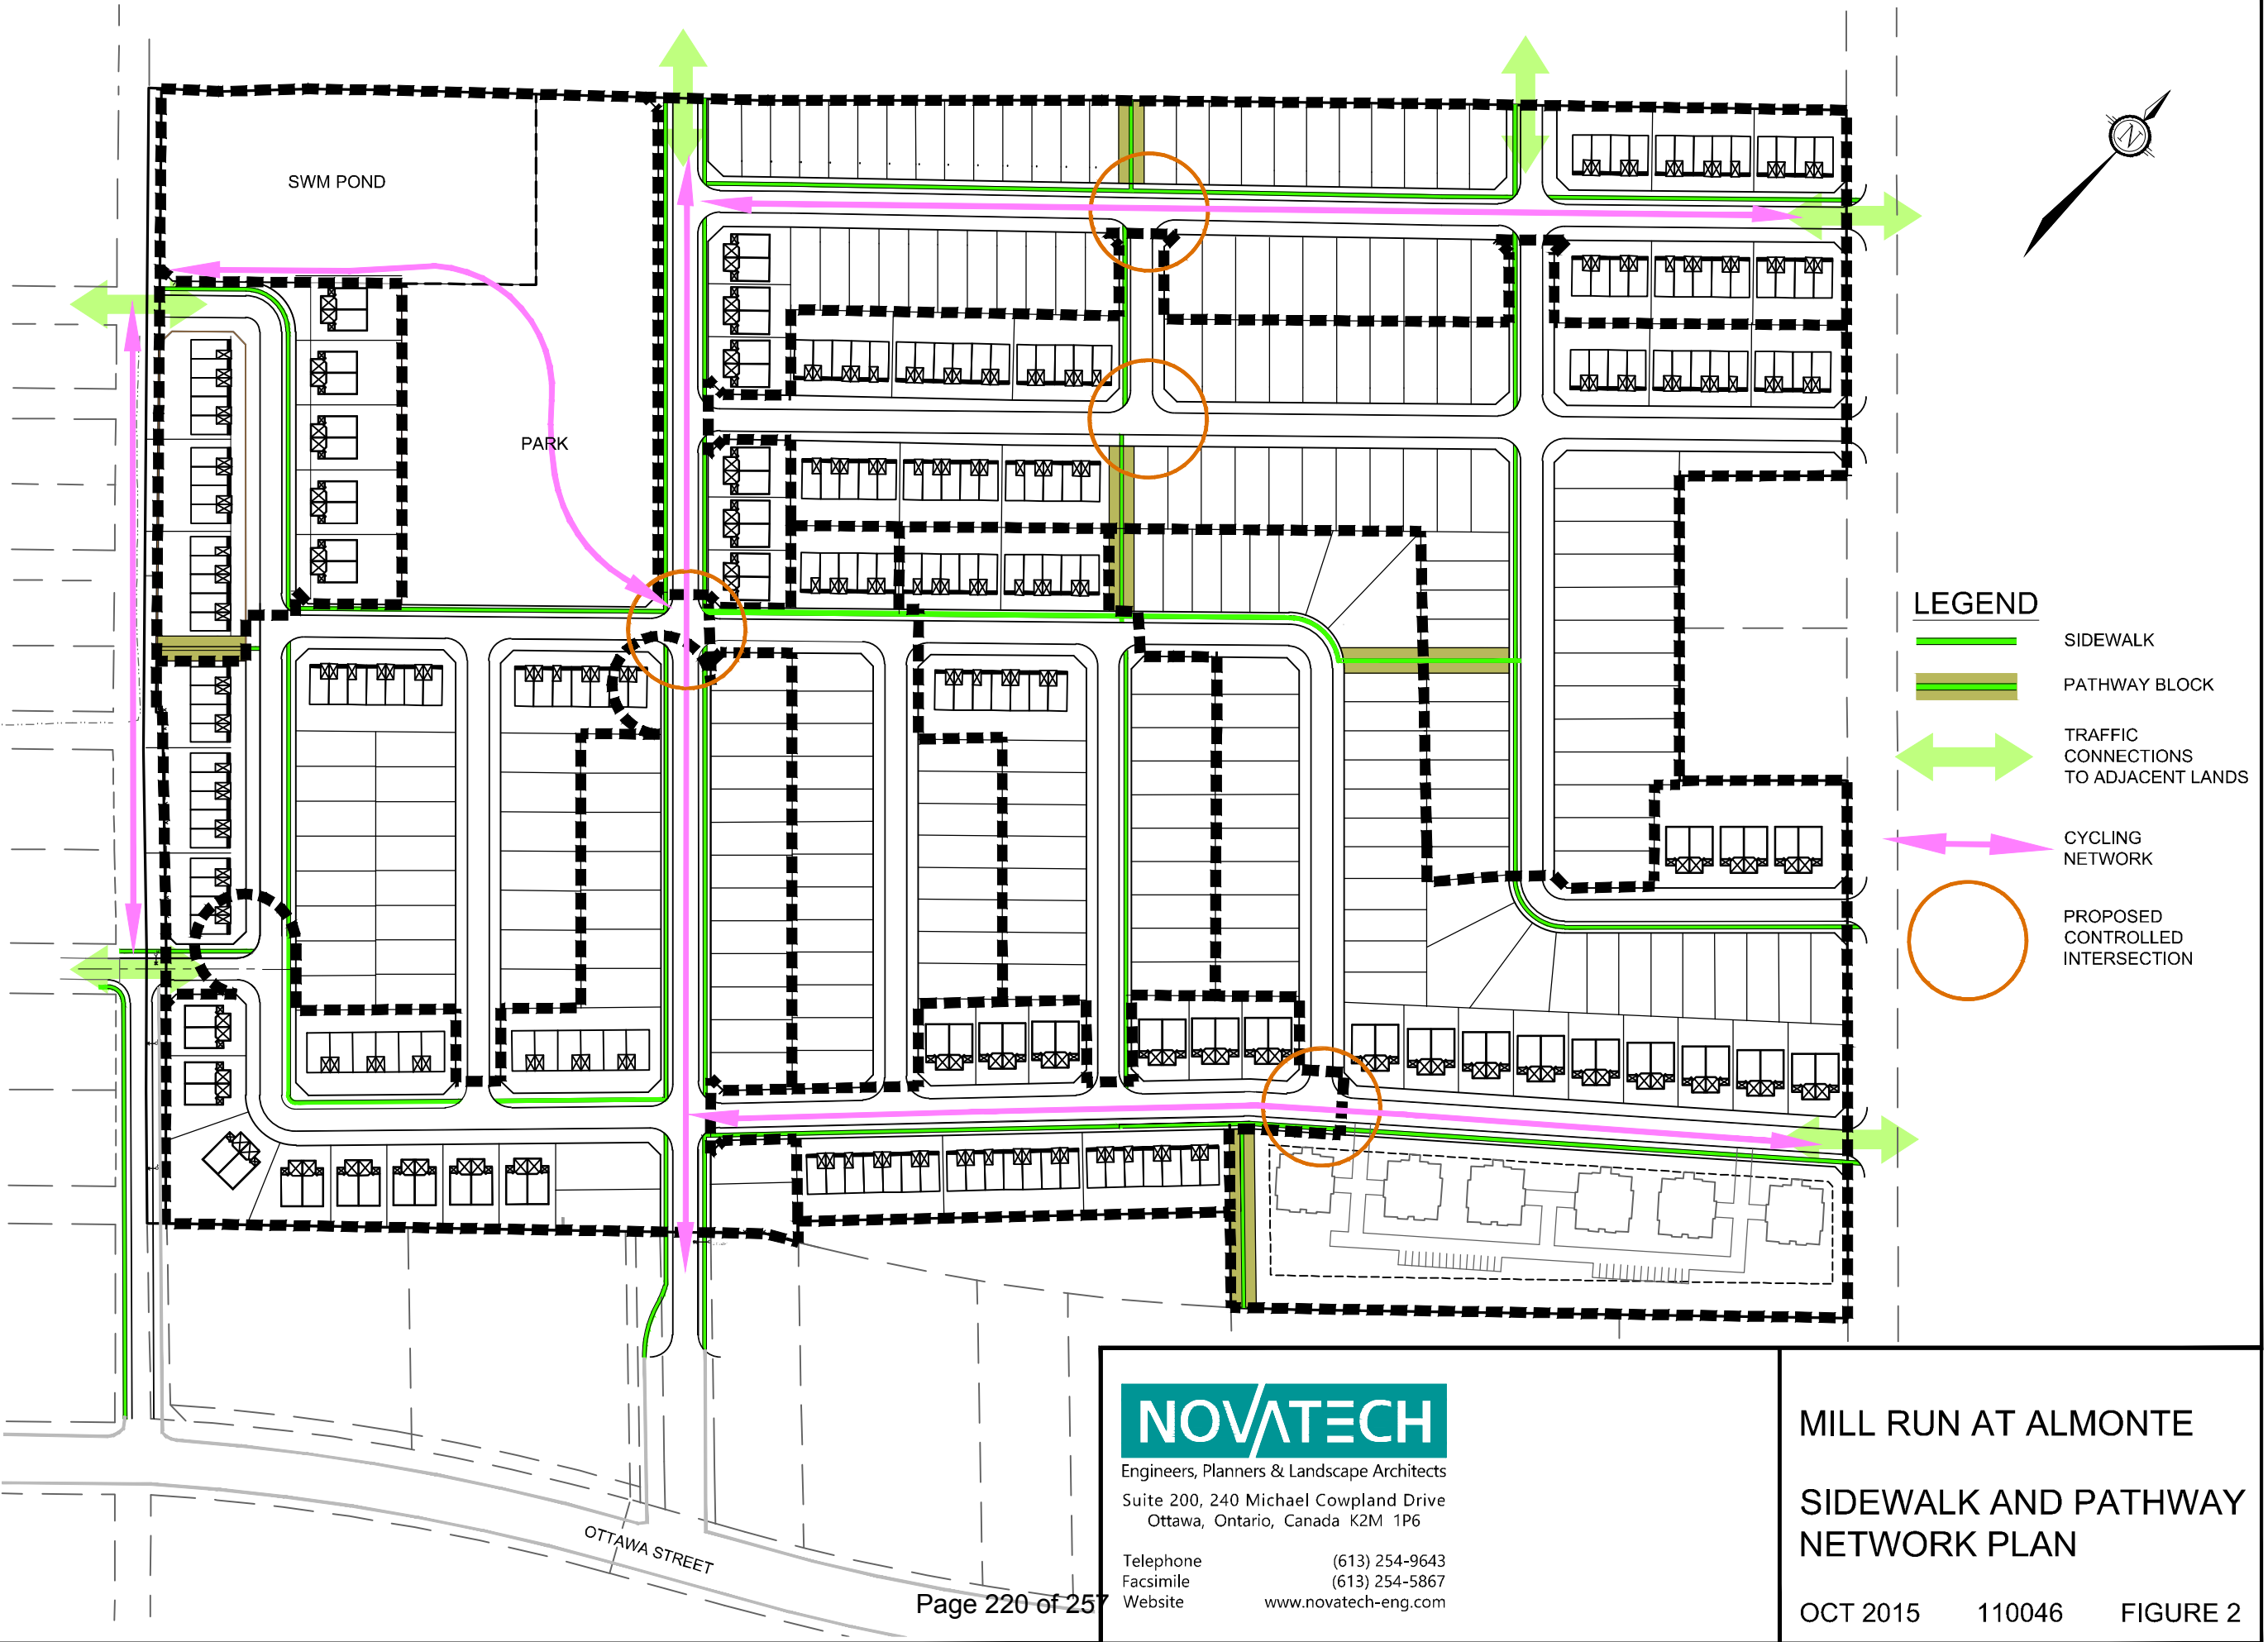 SWM POND
PARK
N
LEGEND
SIDEWALK
PATHWAY BLOCK
TRAFFIC
CONNECTIONS
TO ADJACENT LANDS
CYCLING
NETWORK
PROPOSED
CONTROLLED
INTERSECTION
OTTAWA STREET
Page 220 of 257
NOVATECH
Engineers, Planners & Landscape Architects
Suite 200, 240 Michael Cowpland Drive
Ottawa, Ontario, Canada K2M 1P6
Telephone (613) 254-9643
Facsimile (613) 254-5867
Website www.novatech-eng.com
MILL RUN AT ALMONTE
SIDEWALK AND PATHWAY
NETWORK PLAN
OCT 2015 110046 FIGURE 2